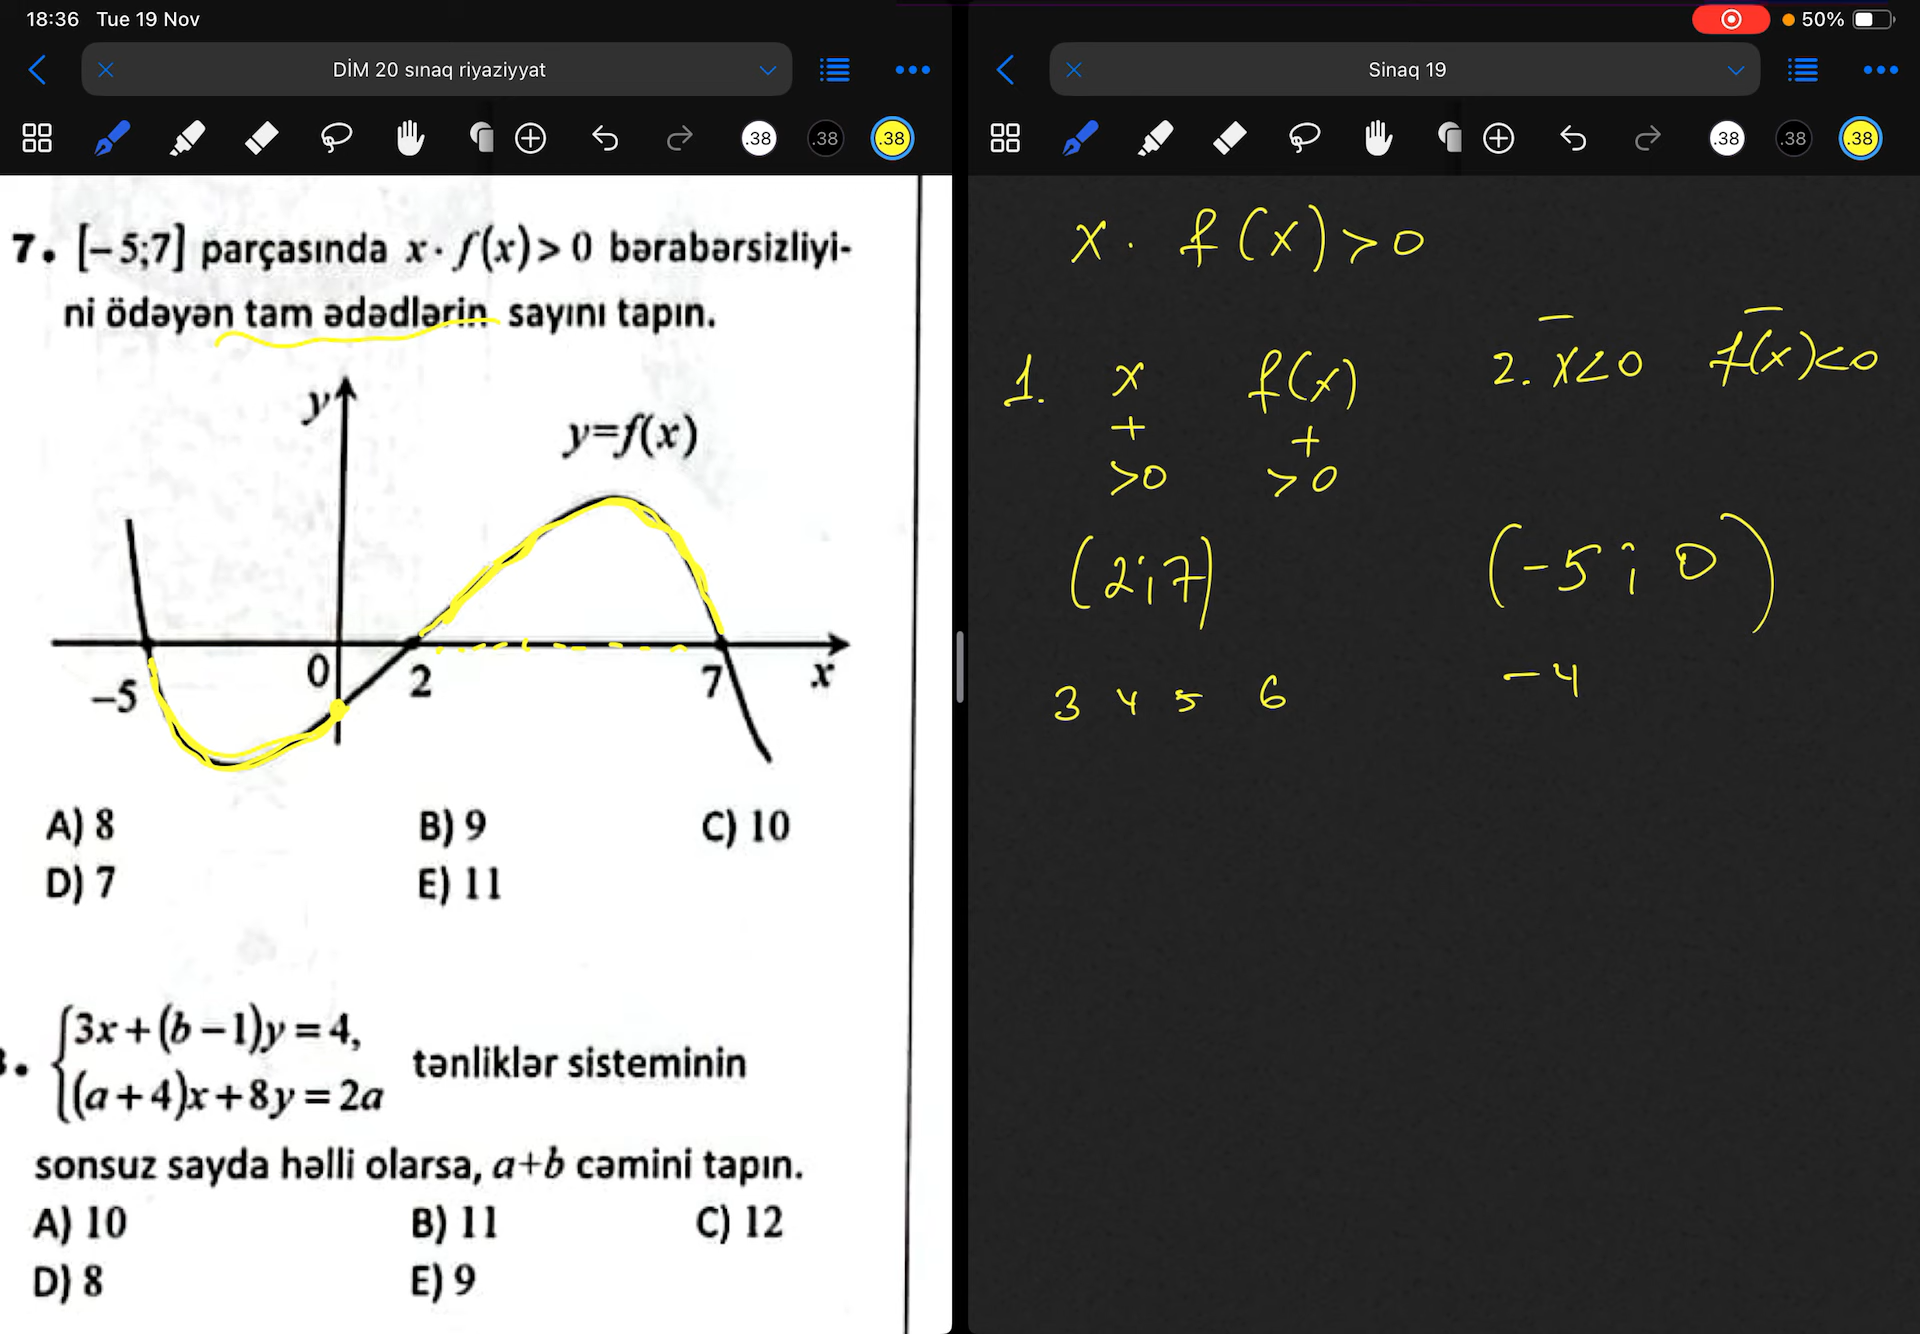 18:36 Tue 19 Nov
50%
DİM 20 sınaq riyaziyyat
Sinaq 19
.38 .38 .38
.38 .38 .38
7. [–5;7] parçasında x · f(x) > 0 bərabərsizliyi-
ni ödəyən tam ədədlərin sayını tapın.
y
y=f(x)
0
–5
2
7
x
A) 8 B) 9 C) 10
D) 7 E) 11
{3x+(b–1)y=4,
{(a+4)x+8y=2a
tənliklər sisteminin
sonsuz sayda həlli olarsa, a+b cəmini tapın.
A) 10 B) 11 C) 12
D) 8 E) 9
x · f(x) > 0
1. x f(x)
+ +
>0 >0
(2;7)
3 4 5 6
– –
2. x<0 f(x)<0
(-5; 0)
-4